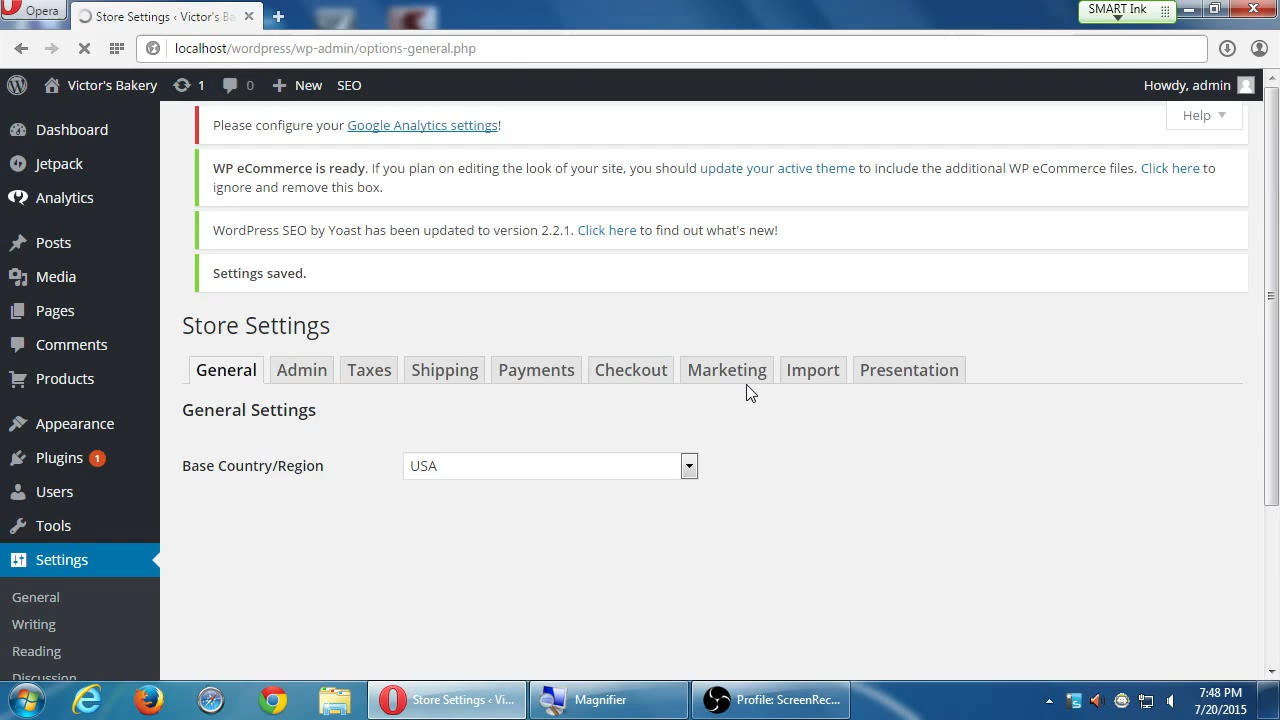 Opera
Store Settings ‹ Victor's Ba
SMART Ink
localhost/wordpress/wp-admin/options-general.php
Victor's Bakery
1
0
New
SEO
Howdy, admin
Help
Dashboard
Jetpack
Analytics
Posts
Media
Pages
Comments
Products
Appearance
Plugins 1
Users
Tools
Settings
General
Writing
Reading
Discussion
Please configure your Google Analytics settings!
WP eCommerce is ready. If you plan on editing the look of your site, you should update your active theme to include the additional WP eCommerce files. Click here to
ignore and remove this box.
WordPress SEO by Yoast has been updated to version 2.2.1. Click here to find out what's new!
Settings saved.
Store Settings
General Admin Taxes Shipping Payments Checkout Marketing Import Presentation
General Settings
Base Country/Region
USA
Store Settings ‹ Vi...
Magnifier
Profile: ScreenRec...
7:48 PM
7/20/2015